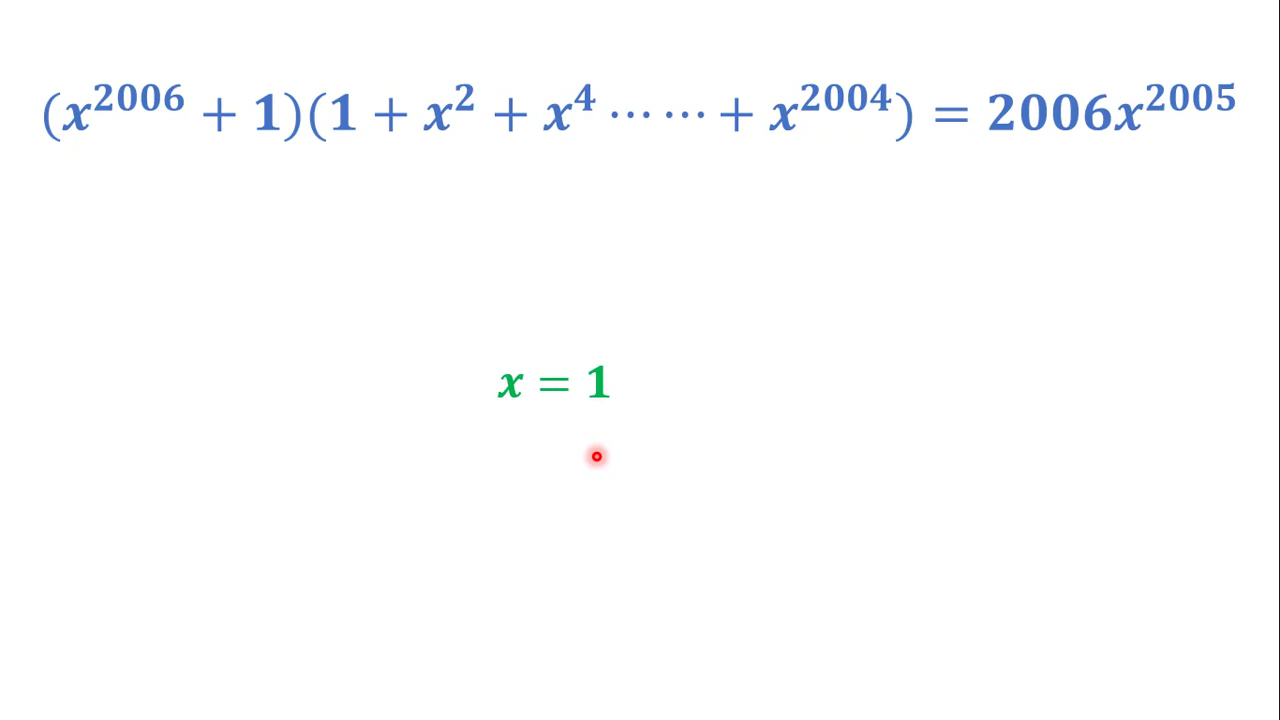 (x^2006 + 1)(1 + x^2 + x^4 ⋯⋯ + x^2004) = 2006x^2005
x = 1